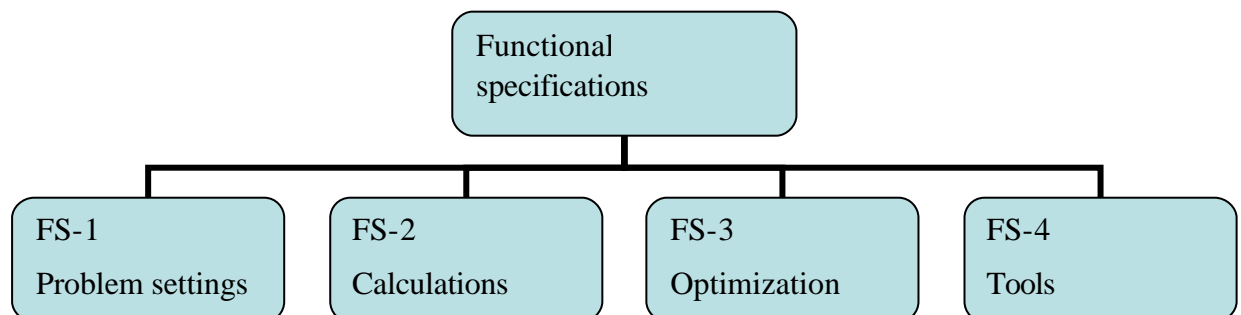 Functional
specifications
FS-1
Problem settings
FS-2
Calculations
FS-3
Optimization
FS-4
Tools